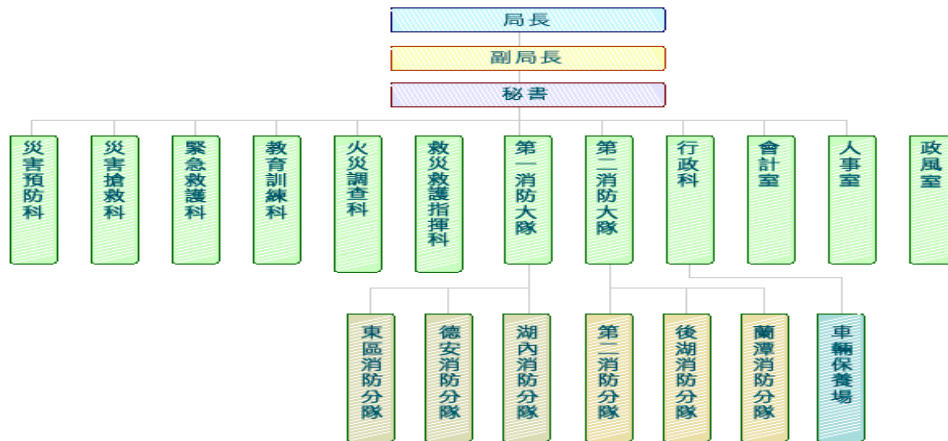 局長
副局長
秘書
災害預防科
災害搶救科
緊急救護科
教育訓練科
火災調查科
救災救護指揮科
第一消防大隊
第二消防大隊
行政科
會計室
人事室
政風室
東區消防分隊
德安消防分隊
湖內消防分隊
第二消防分隊
後湖消防分隊
蘭潭消防分隊
車輛保養場